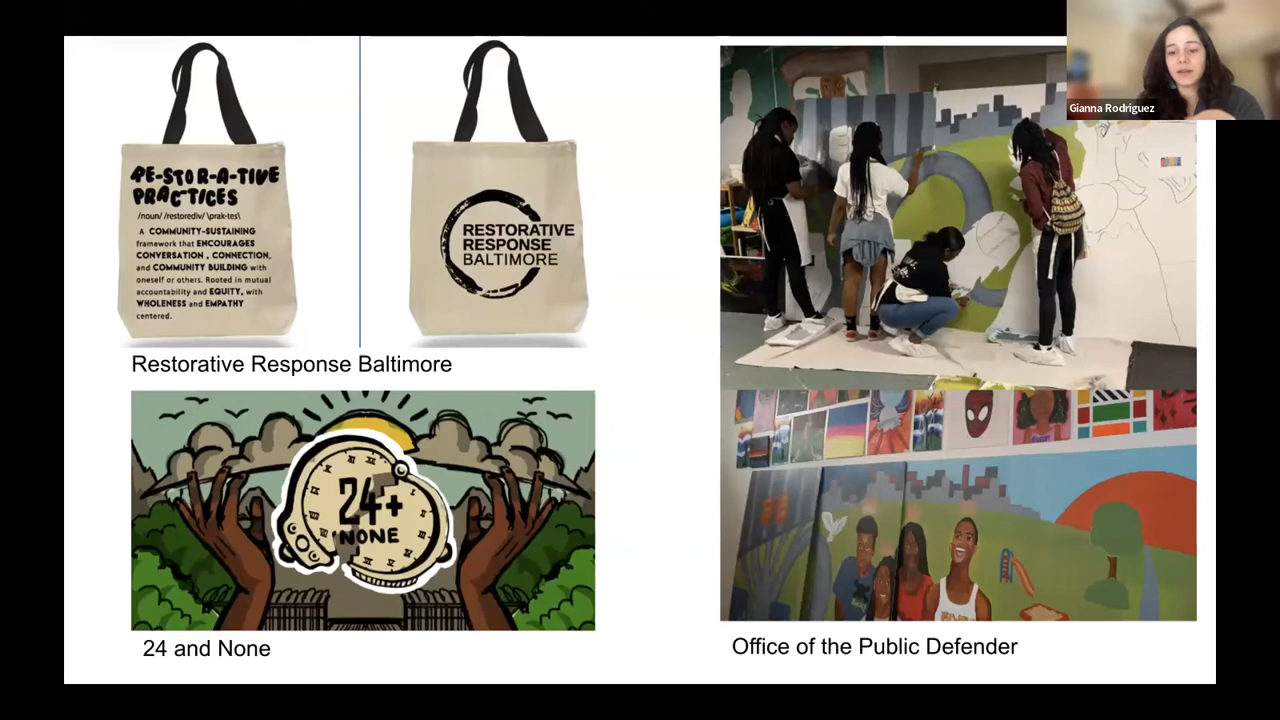 RE-STOR-A-TIVE
PRACTICES
/noun/ /restorediv/ \prak-tes\
A COMMUNITY-SUSTAINING
framework that ENCOURAGES
CONVERSATION , CONNECTION,
and COMMUNITY BUILDING with
oneself or others. Rooted in mutual
accountability and EQUITY, with
WHOLENESS and EMPATHY
centered.
RESTORATIVE
RESPONSE
BALTIMORE
Restorative Response Baltimore
24+
NONE
24 and None
Office of the Public Defender
Gianna Rodriguez